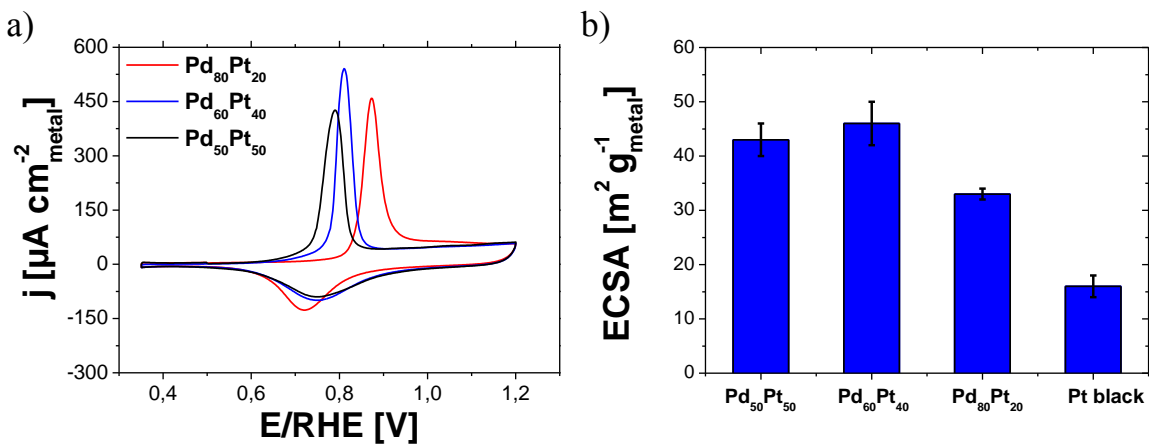 a)
600
450
300
150
0
-150
-300
j [µA cm⁻²metal]
Pd80Pt20
Pd60Pt40
Pd50Pt50
0,4 0,6 0,8 1,0 1,2
E/RHE [V]
b)
60
50
40
30
20
10
0
ECSA [m² g⁻¹metal]
Pd50Pt50 Pd60Pt40 Pd80Pt20 Pt black